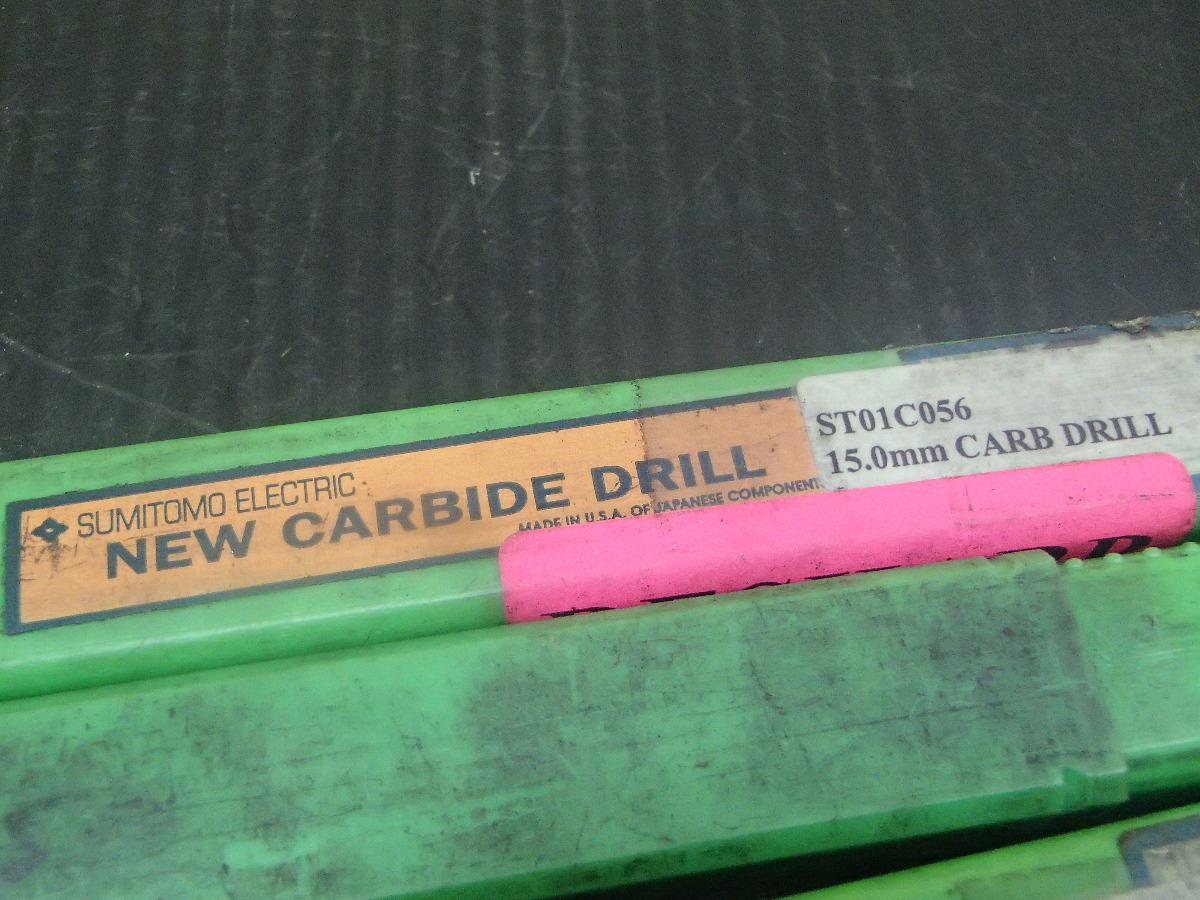 SUMITOMO ELECTRIC
NEW CARBIDE DRILL
MADE IN U.S.A. OF JAPANESE COMPONENT
ST01C056
15.0mm CARB DRILL